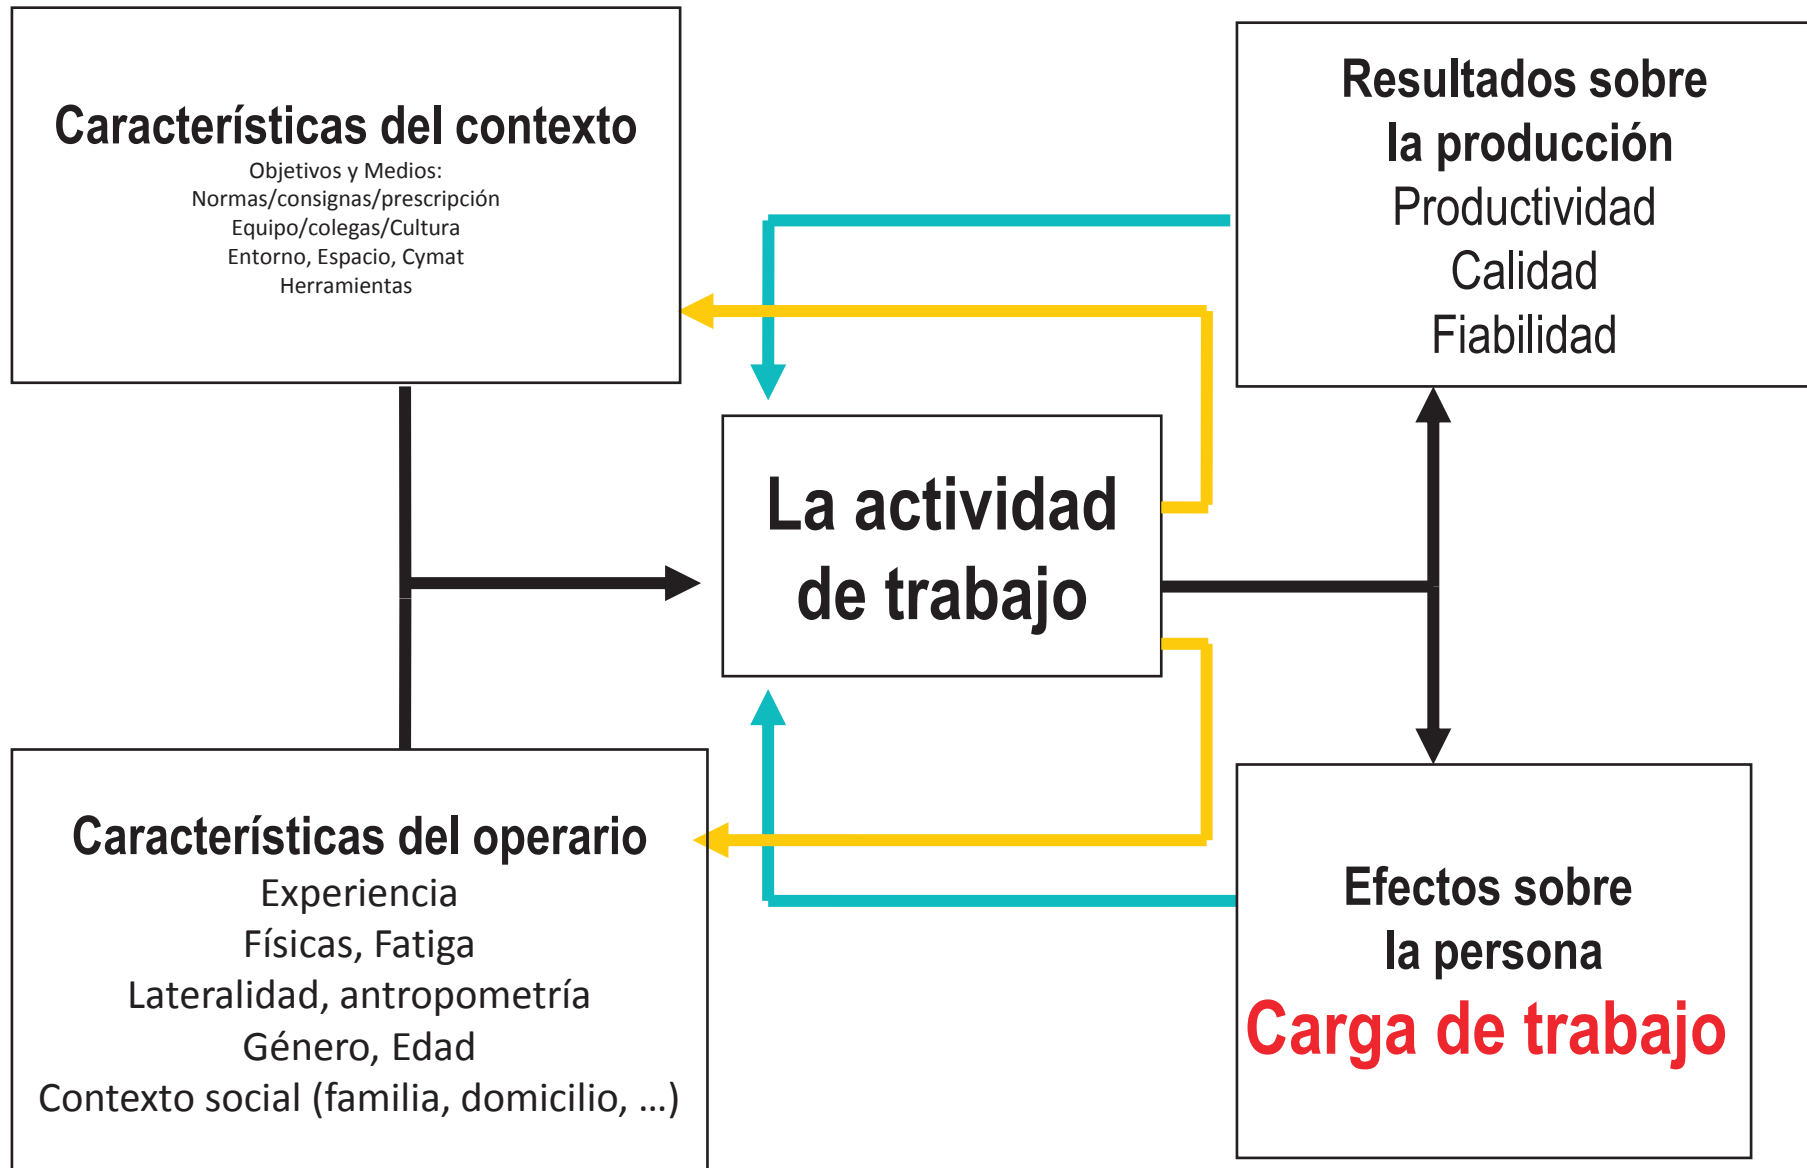 Características del contexto
Objetivos y Medios:
Normas/consignas/prescripción
Equipo/colegas/Cultura
Entorno, Espacio, Cymat
Herramientas
Resultados sobre
la producción
Productividad
Calidad
Fiabilidad
La actividad
de trabajo
Características del operario
Experiencia
Físicas, Fatiga
Lateralidad, antropometría
Género, Edad
Contexto social (familia, domicilio, ...)
Efectos sobre
la persona
Carga de trabajo